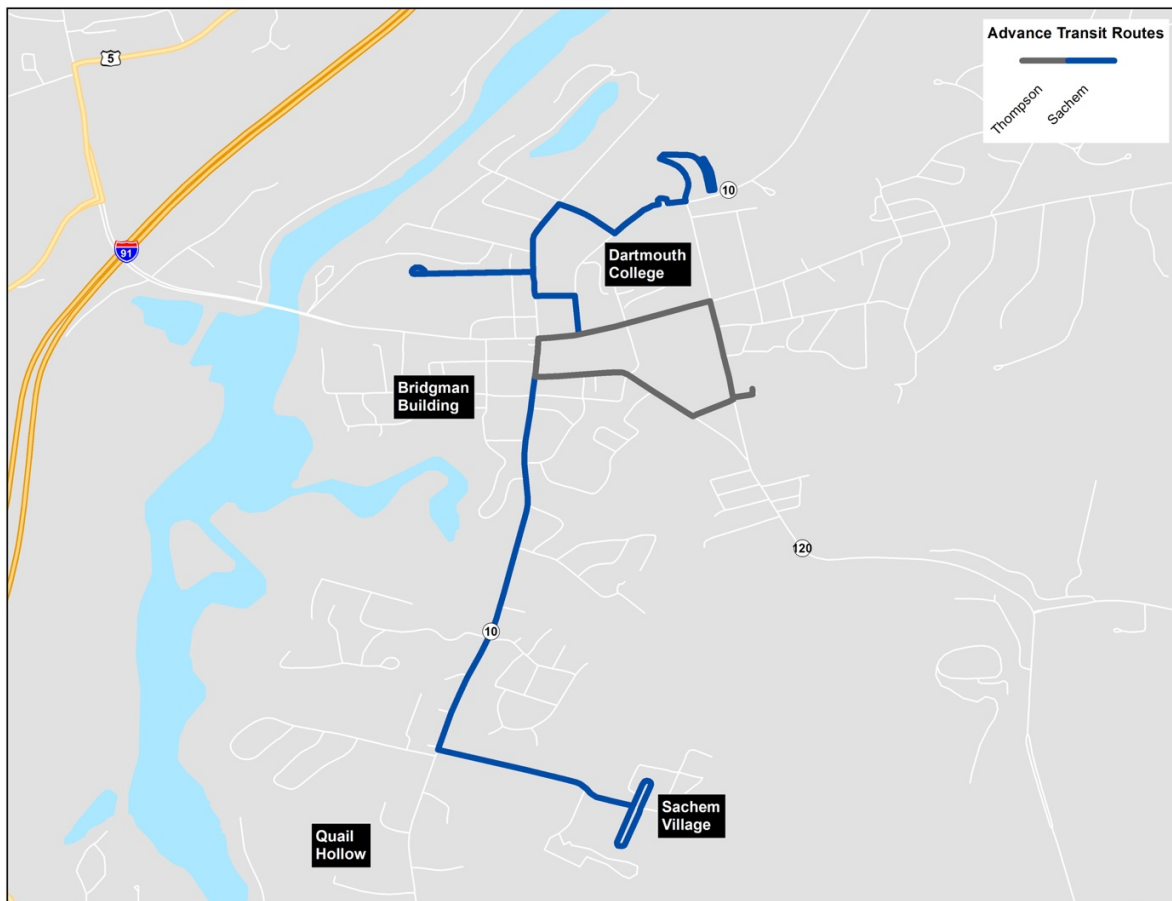 Advance Transit Routes
Thompson
Sachem
5
91
10
Dartmouth
College
Bridgman
Building
120
10
Sachem
Village
Quail
Hollow